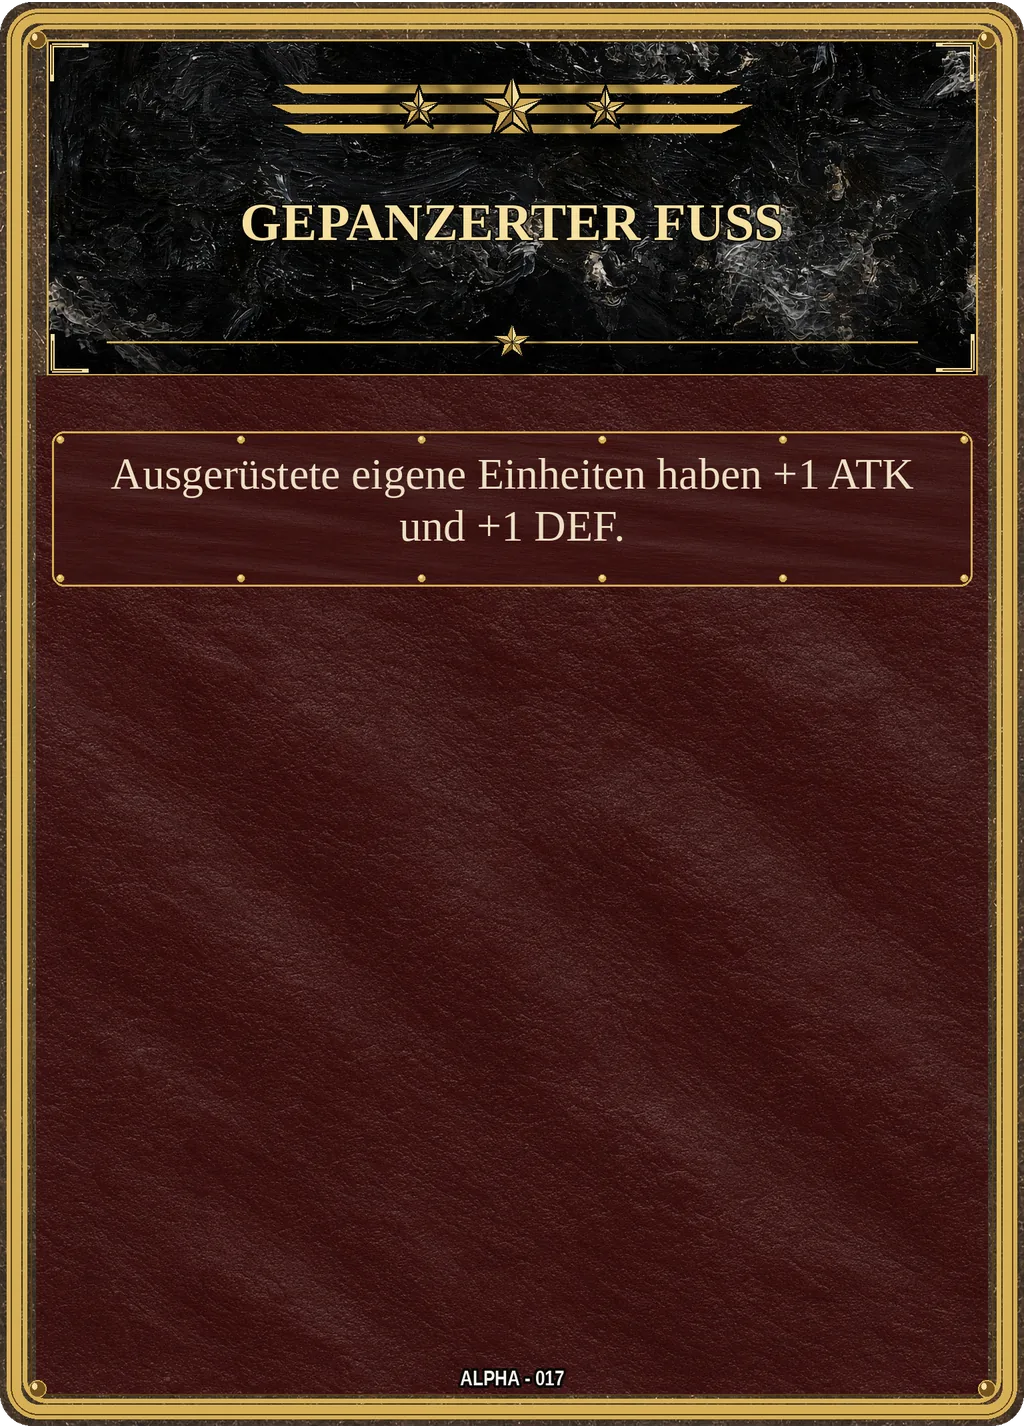 GEPANZERTER FUSS
Ausgerüstete eigene Einheiten haben +1 ATK
und +1 DEF.
ALPHA - 017